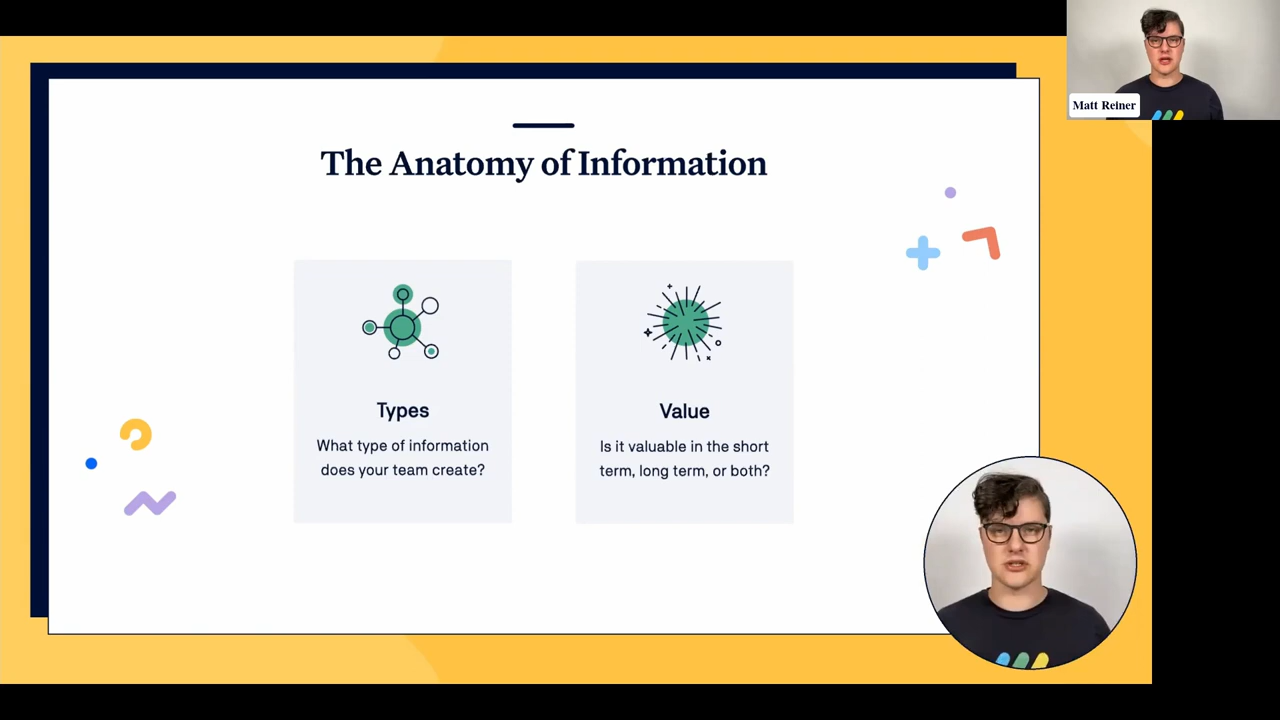 Matt Reiner
The Anatomy of Information
Types
What type of information
does your team create?
Value
Is it valuable in the short
term, long term, or both?